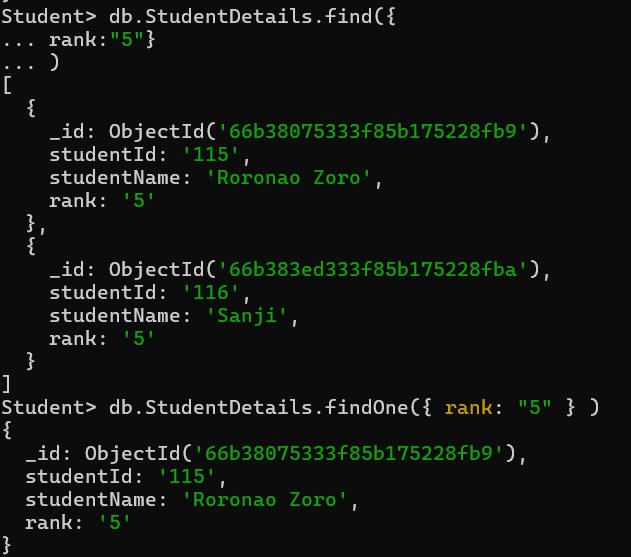 Student> db.StudentDetails.find({
... rank:"5"}
... )
[
  {
    _id: ObjectId('66b38075333f85b175228fb9'),
    studentId: '115',
    studentName: 'Roronao Zoro',
    rank: '5'
  },
  {
    _id: ObjectId('66b383ed333f85b175228fba'),
    studentId: '116',
    studentName: 'Sanji',
    rank: '5'
  }
]
Student> db.StudentDetails.findOne({ rank: "5" } )
{
  _id: ObjectId('66b38075333f85b175228fb9'),
  studentId: '115',
  studentName: 'Roronao Zoro',
  rank: '5'
}